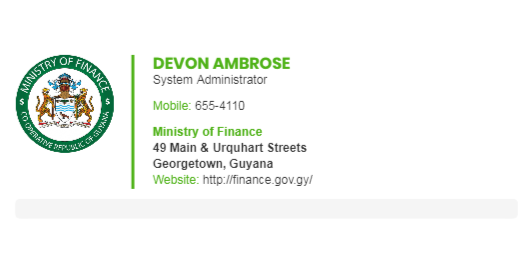 MINISTRY OF FINANCE
$ $
CO-OPERATIVE REPUBLIC OF GUYANA
DEVON AMBROSE
System Administrator
Mobile: 655-4110
Ministry of Finance
49 Main & Urquhart Streets
Georgetown, Guyana
Website: http://finance.gov.gy/